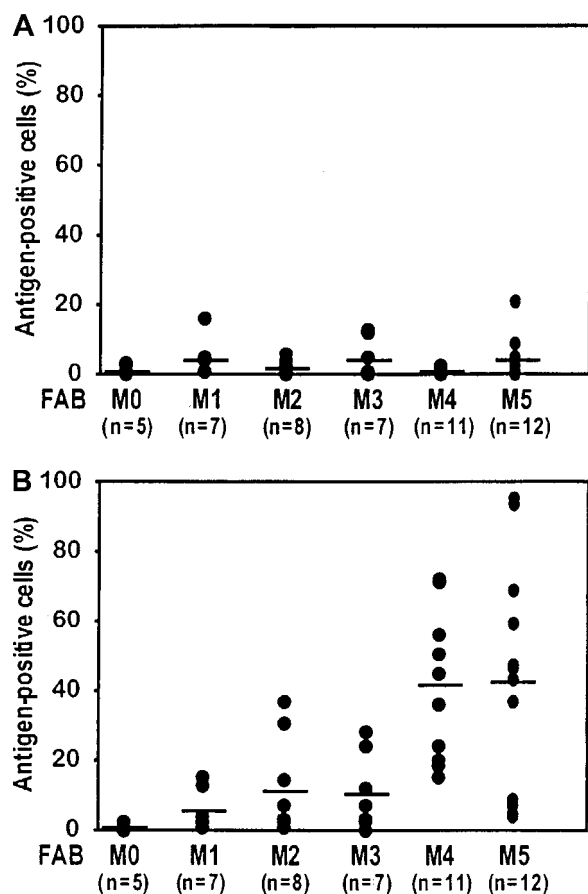 A
Antigen-positive cells (%)
100
80
60
40
20
0
FAB M0 M1 M2 M3 M4 M5
(n=5) (n=7) (n=8) (n=7) (n=11) (n=12)
B
Antigen-positive cells (%)
100
80
60
40
20
0
FAB M0 M1 M2 M3 M4 M5
(n=5) (n=7) (n=8) (n=7) (n=11) (n=12)